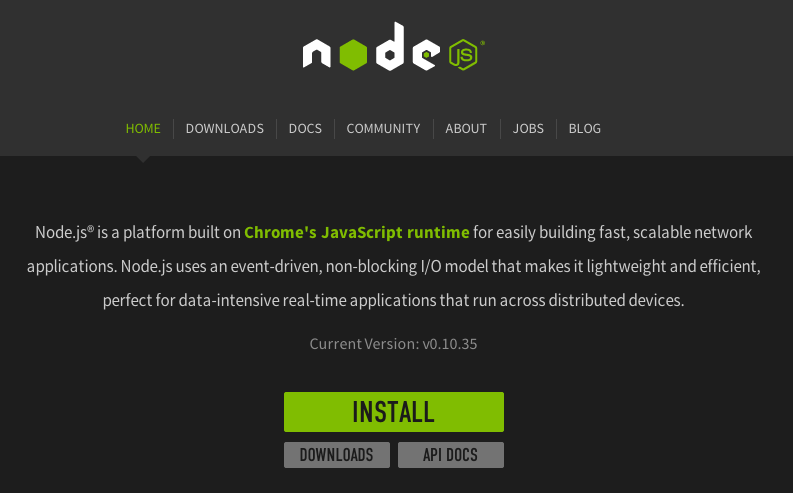 node JS®
HOME DOWNLOADS DOCS COMMUNITY ABOUT JOBS BLOG
Node.js® is a platform built on Chrome's JavaScript runtime for easily building fast, scalable network
applications. Node.js uses an event-driven, non-blocking I/O model that makes it lightweight and efficient,
perfect for data-intensive real-time applications that run across distributed devices.
Current Version: v0.10.35
INSTALL
DOWNLOADS API DOCS